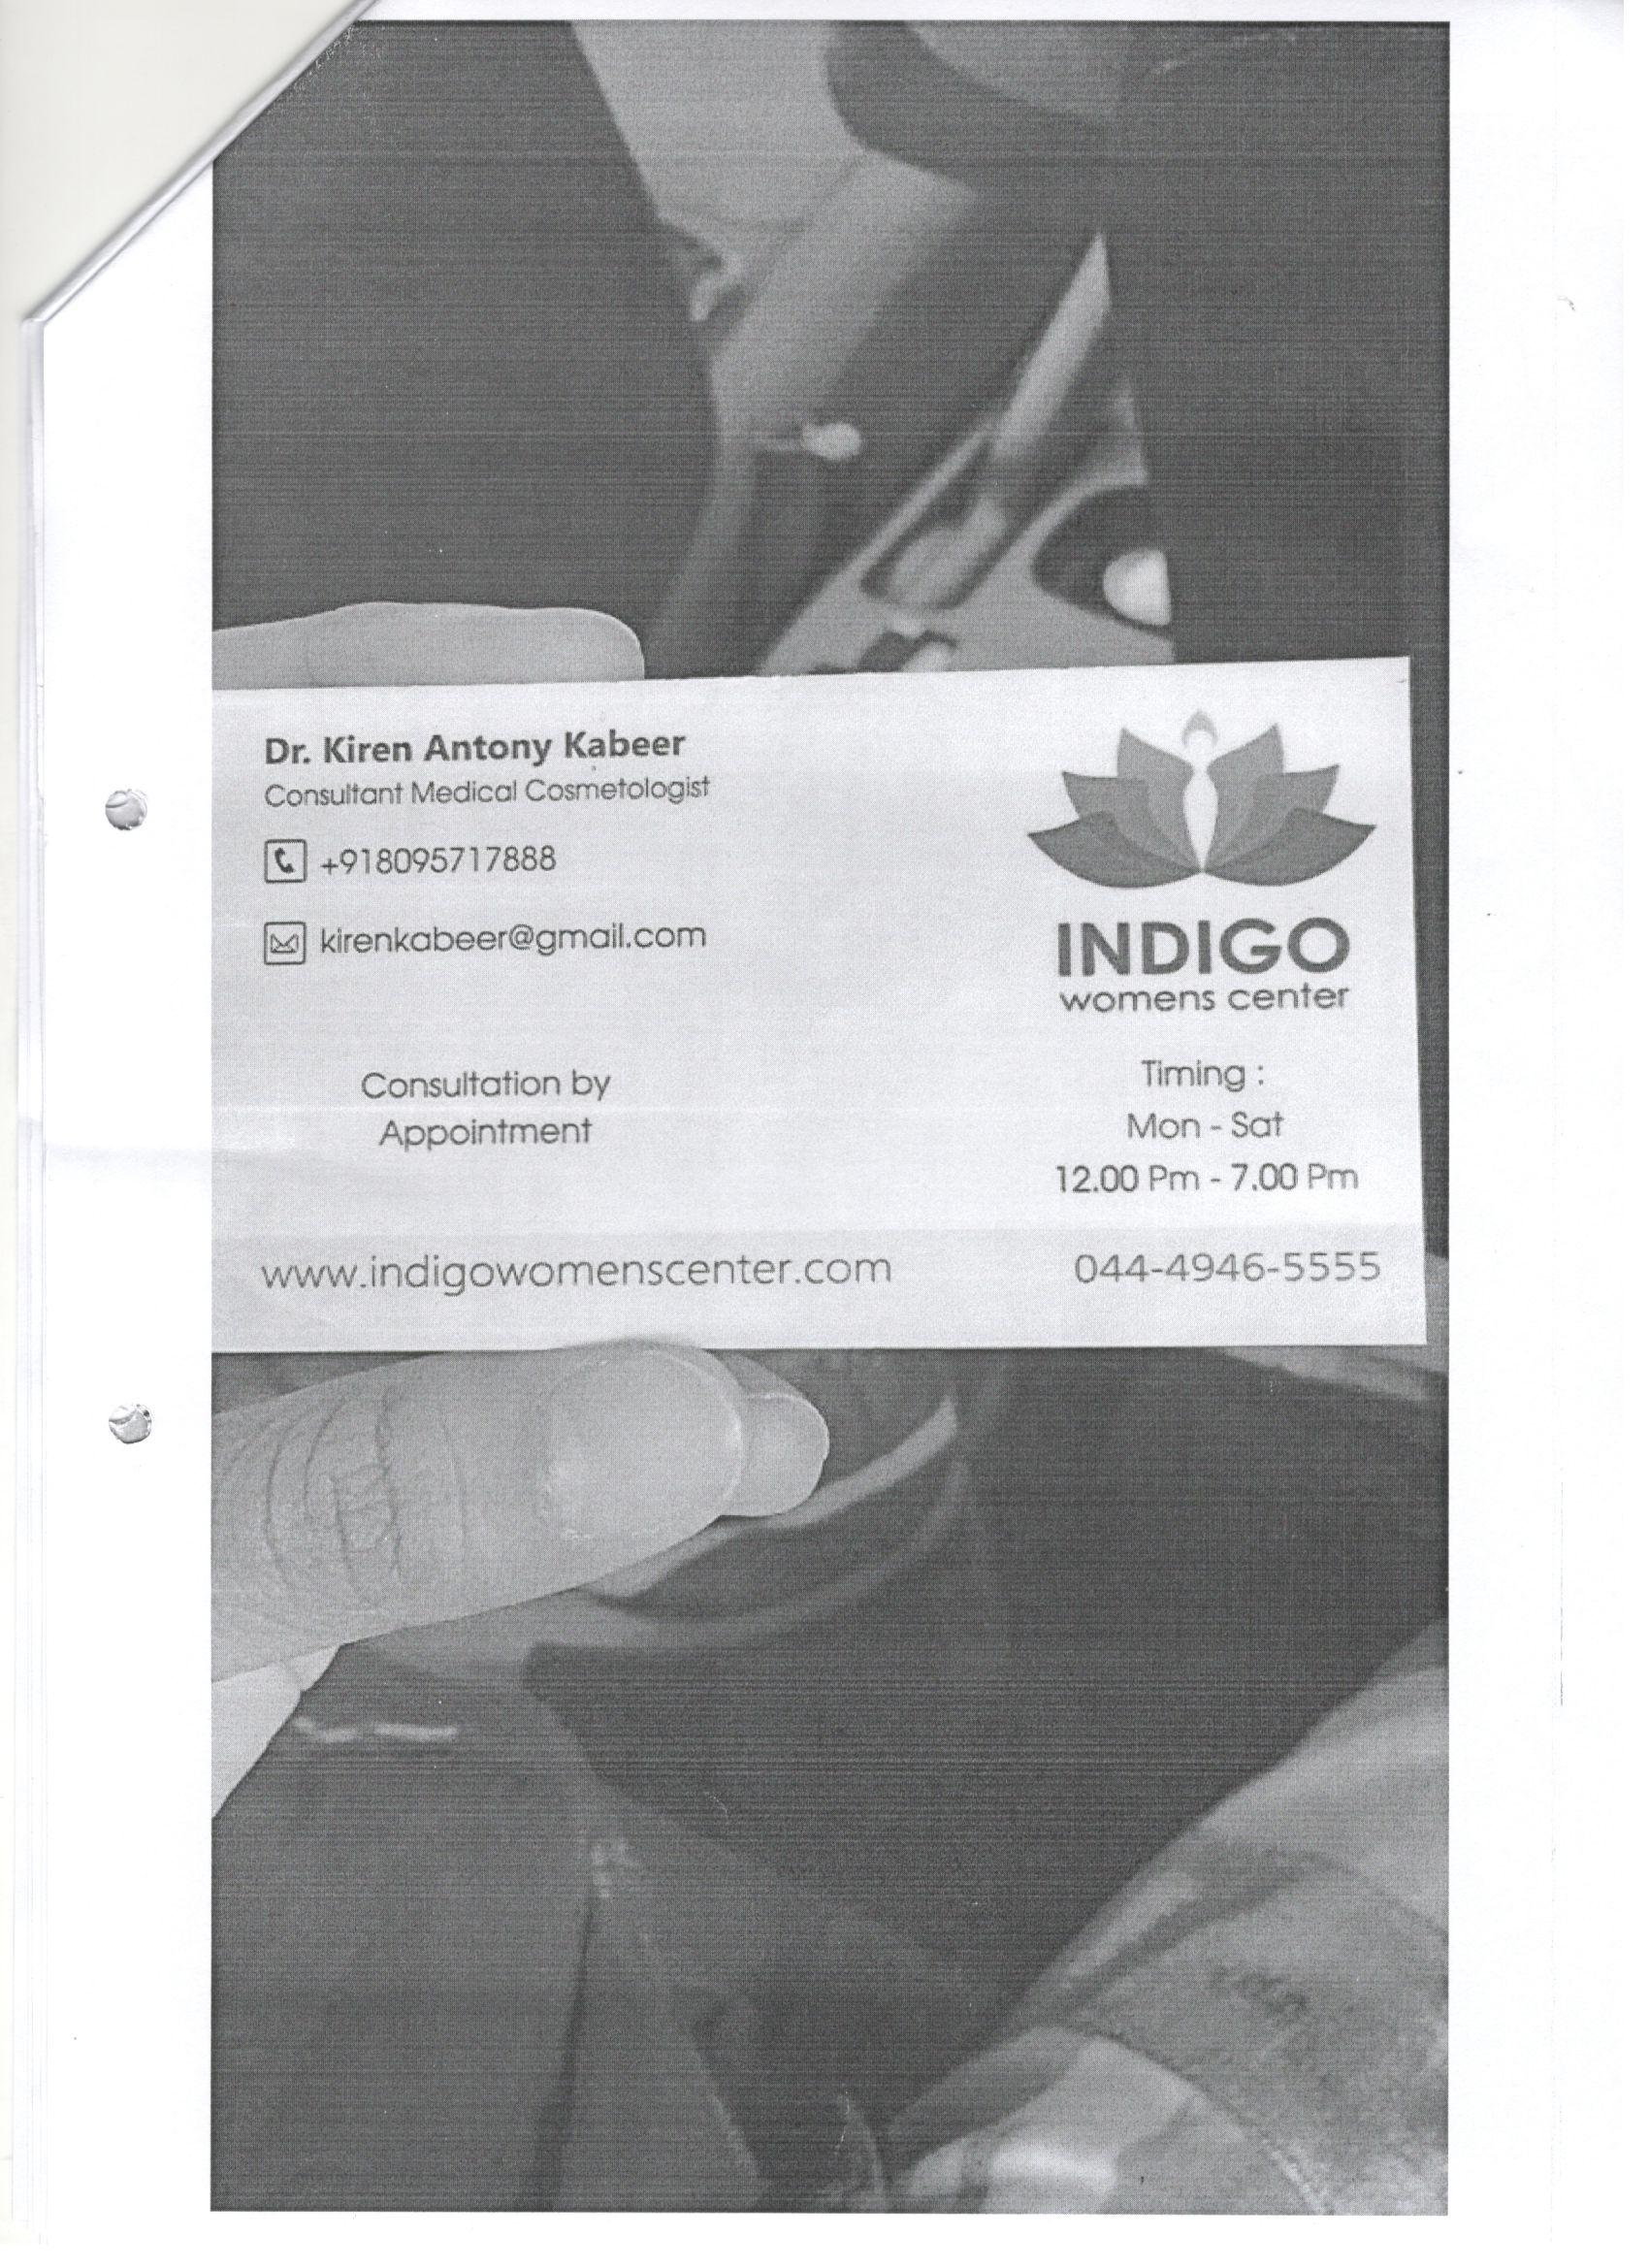 Dr. Kiren Antony Kabeer
Consultant Medical Cosmetologist
+918095717888
kirenkabeer@gmail.com
Consultation by
Appointment
INDIGO
womens center
Timing :
Mon - Sat
12.00 Pm - 7.00 Pm
www.indigowomenscenter.com
044-4946-5555